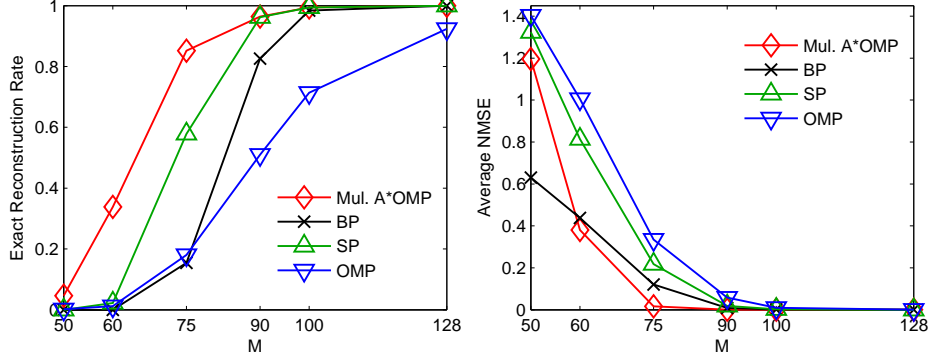 1
0.8
0.6
0.4
0.2
0
50 60 75 90 100 128
M
Exact Reconstruction Rate
Mul. A*OMP
BP
SP
OMP
1.4
1.2
1
0.8
0.6
0.4
0.2
0
50 60 75 90 100 128
M
Average NMSE
Mul. A*OMP
BP
SP
OMP